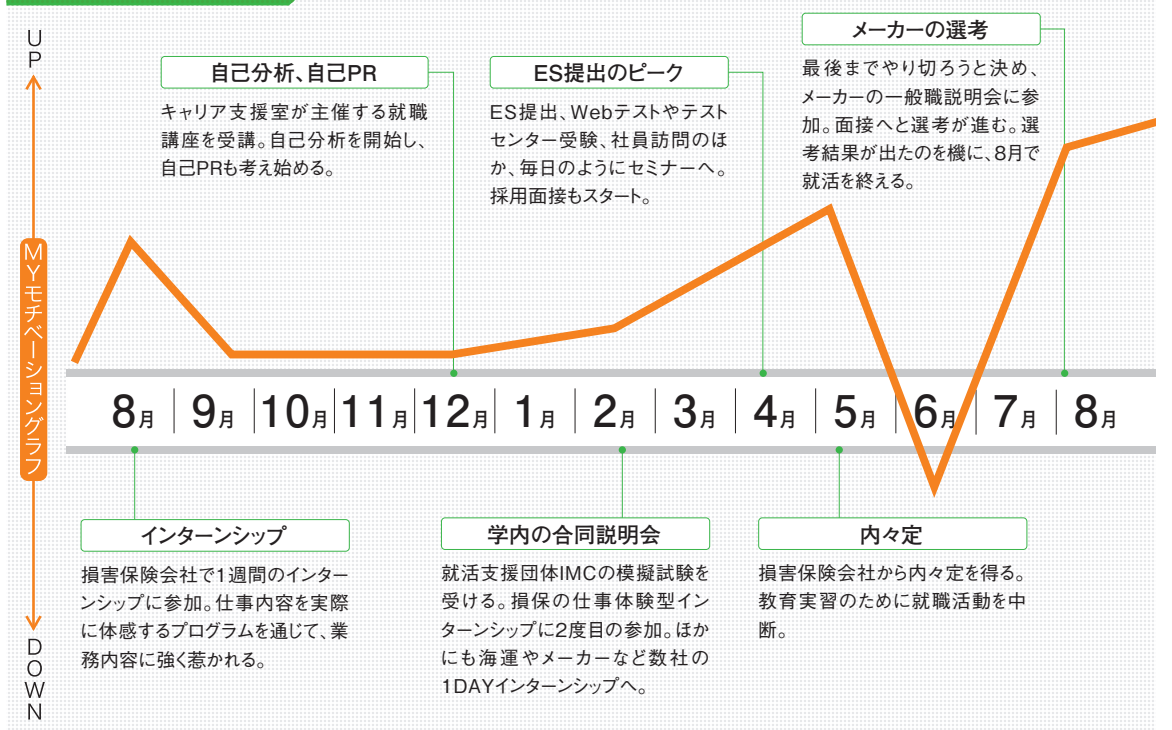 UP
MYモチベーショングラフ
DOWN
自己分析、自己PR
キャリア支援室が主催する就職
講座を受講。自己分析を開始し、
自己PRも考え始める。
ES提出のピーク
ES提出、Webテストやテスト
センター受験、社員訪問のほ
か、毎日のようにセミナーへ。
採用面接もスタート。
メーカーの選考
最後までやり切ろうと決め、
メーカーの一般職説明会に参
加。面接へと選考が進む。選
考結果が出たのを機に、8月で
就活を終える。
8月 9月 10月 11月 12月 1月 2月 3月 4月 5月 6月 7月 8月
インターンシップ
損害保険会社で1週間のインター
ンシップに参加。仕事内容を実際
に体感するプログラムを通じて、業
務内容に強く惹かれる。
学内の合同説明会
就活支援団体IMCの模擬試験を
受ける。損保の仕事体験型イン
ターンシップに2度目の参加。ほか
にも海運やメーカーなど数社の
1DAYインターンシップへ。
内々定
損害保険会社から内々定を得る。
教育実習のために就職活動を中
断。